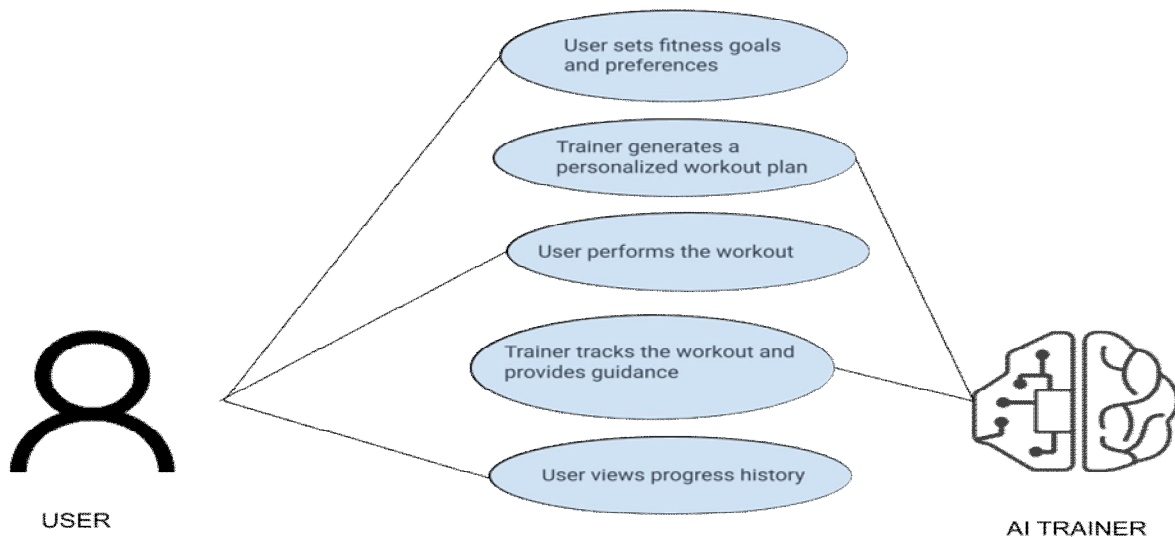 User sets fitness goals
and preferences
Trainer generates a
personalized workout plan
User performs the workout
Trainer tracks the workout and
provides guidance
User views progress history
USER
AI TRAINER